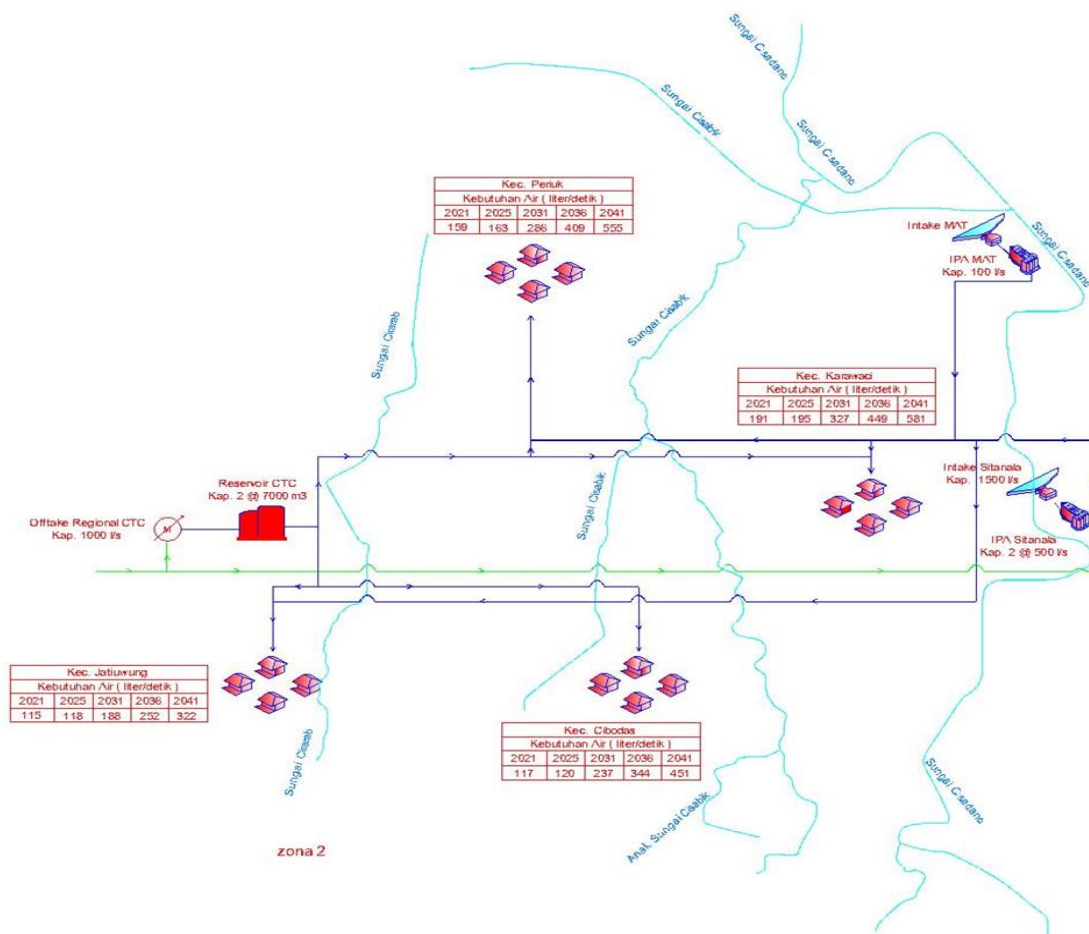 Sungai Cisadane
Sungai Cisabik
Sungai Cisadane
Kec. Periuk
Kebutuhan Air ( liter/detik )
2021 2025 2031 2036 2041
159 163 286 409 555
Intake MAT
Sungai Cisadane
IPA MAT
Kap. 100 l/s
Sungai Cisabik
Sungai Cirarab
Kec. Karawaci
Kebutuhan Air ( liter/detik )
2021 2025 2031 2036 2041
191 195 327 449 581
Reservoir CTC
Kap. 2 @ 7000 m3
Sungai Cisabik
Intake Sitanala
Kap. 1500 l/s
Offtake Regional CTC
Kap. 1000 l/s
M
IPA Sitanala
Kap. 2 @ 500 l/s
Kec. Jatiuwung
Kebutuhan Air ( liter/detik )
2021 2025 2031 2036 2041
115 118 188 252 322
Kec. Cibodas
Kebutuhan Air ( liter/detik )
2021 2025 2031 2036 2041
117 120 237 344 451
Sungai Cirarab
Sungai Cisadane
Anak Sungai Cisabik
zona 2